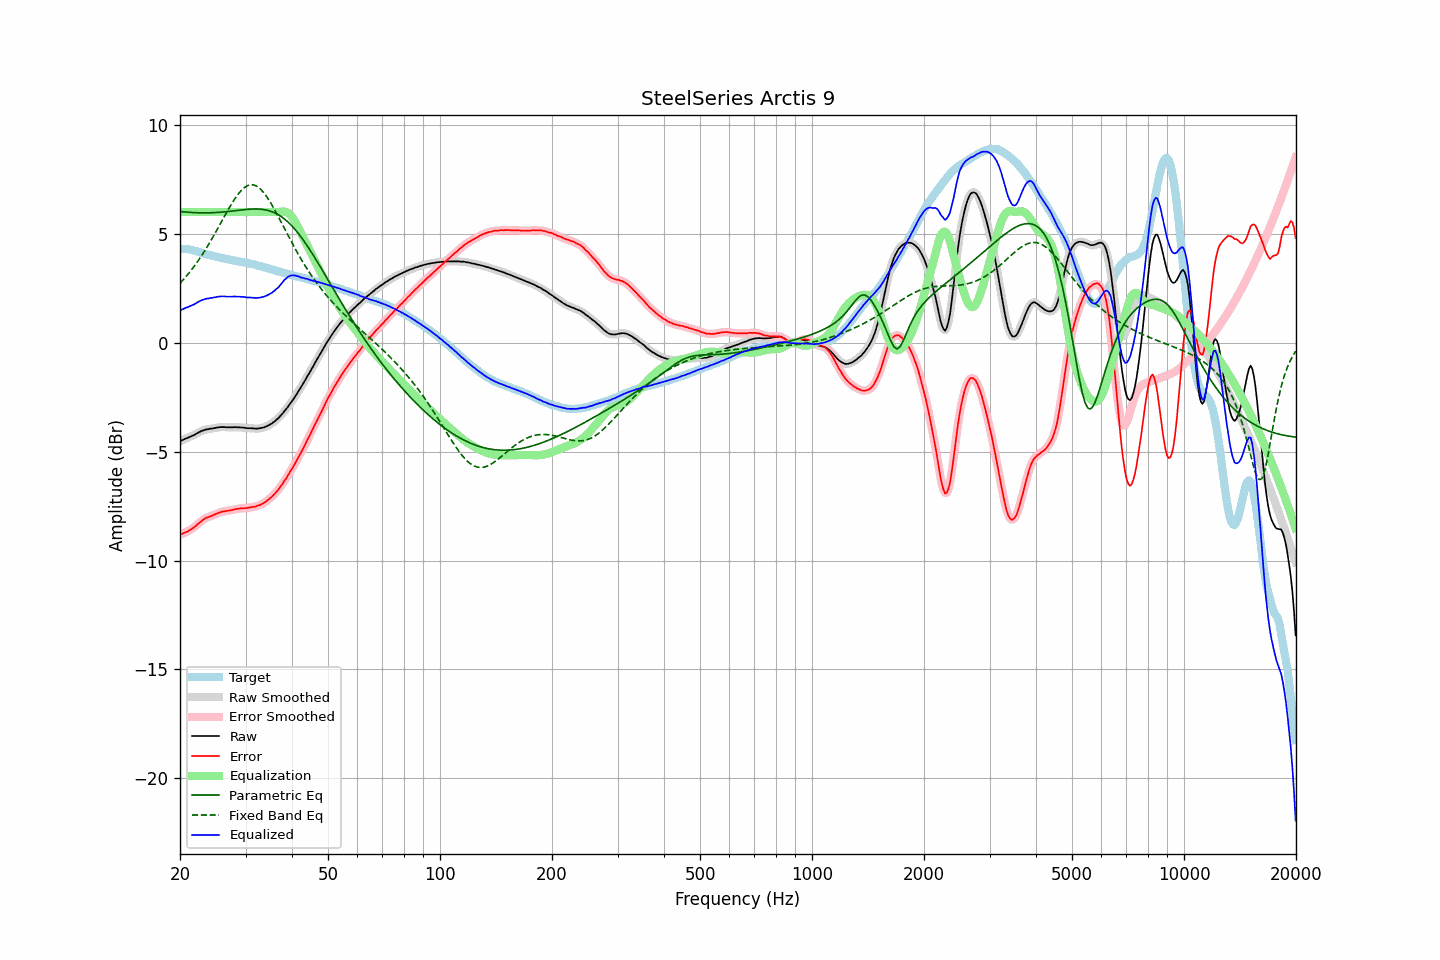 SteelSeries Arctis 9
10
5
0
−5
−10
−15
−20
Amplitude (dBr)
Target
Raw Smoothed
Error Smoothed
Raw
Error
Equalization
Parametric Eq
Fixed Band Eq
Equalized
20 50 100 200 500 1000 2000 5000 10000 20000
Frequency (Hz)